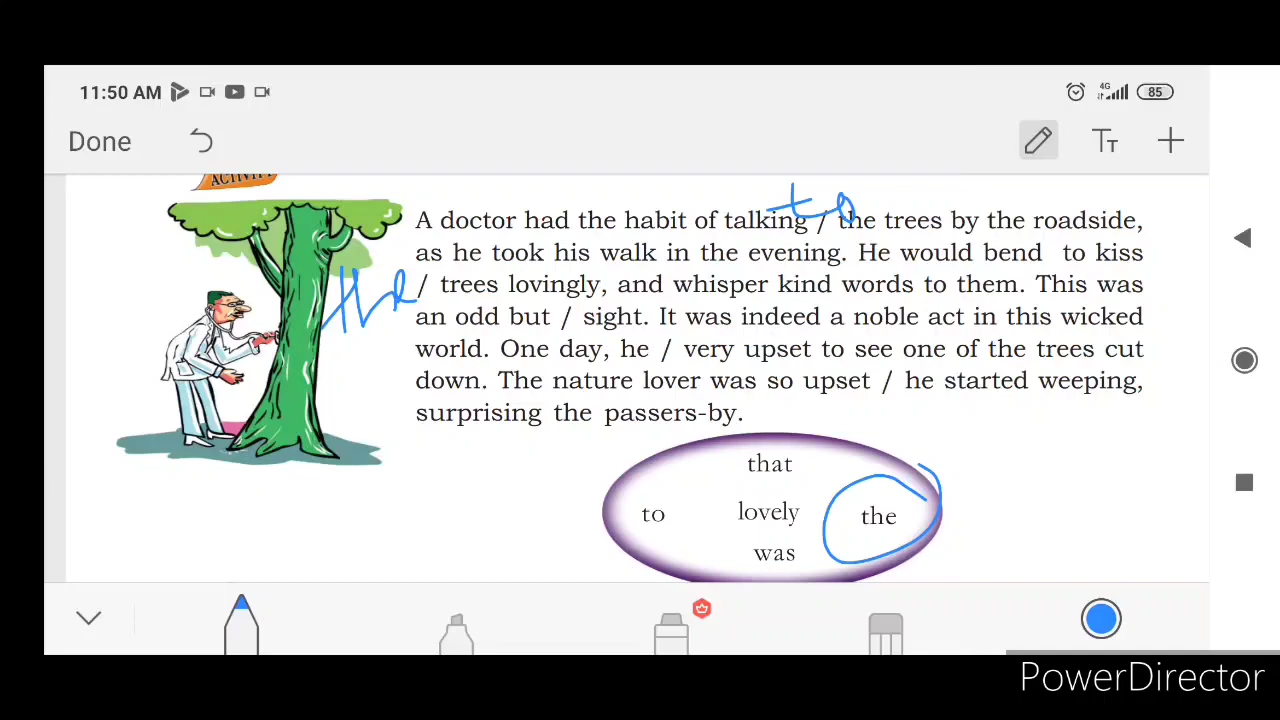 11:50 AM
4G
85
Done
TT
ACTIVITY
to
A doctor had the habit of talking / the trees by the roadside,
as he took his walk in the evening. He would bend to kiss
the
/ trees lovingly, and whisper kind words to them. This was
an odd but / sight. It was indeed a noble act in this wicked
world. One day, he / very upset to see one of the trees cut
down. The nature lover was so upset / he started weeping,
surprising the passers-by.
that
to lovely the
was
PowerDirector